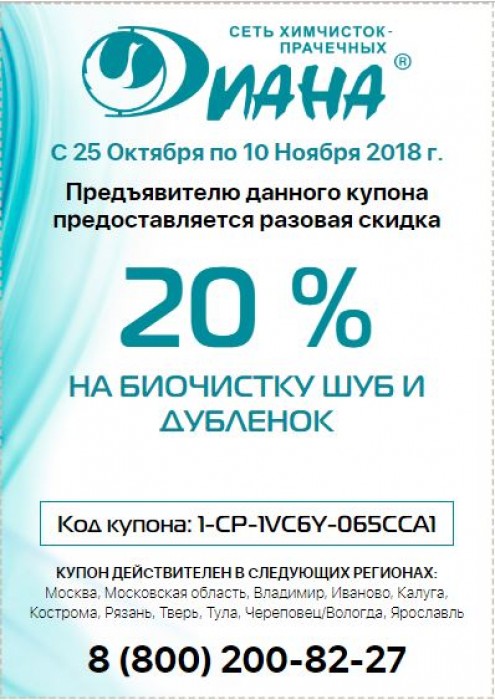 СЕТЬ ХИМЧИСТОК-
ПРАЧЕЧНЫХ
ДИАНА®
С 25 Октября по 10 Ноября 2018 г.
Предъявителю данного купона
предоставляется разовая скидка
20 %
НА БИОЧИСТКУ ШУБ И
ДУБЛЕНОК
Код купона: 1-CP-1VC6Y-065CCA1
КУПОН ДЕЙСТВИТЕЛЕН В СЛЕДУЮЩИХ РЕГИОНАХ:
Москва, Московская область, Владимир, Иваново, Калуга,
Кострома, Рязань, Тверь, Тула, Череповец/Вологда, Ярославль
8 (800) 200-82-27